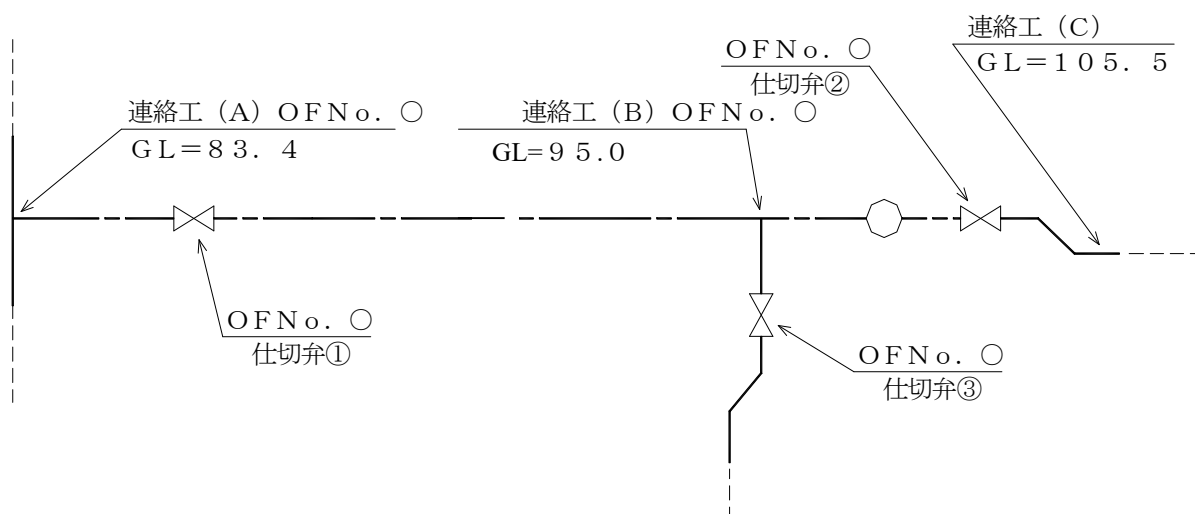 連絡工(C)
GL=105.5
OFNo.○
仕切弁②
連絡工(A)OFNo.○
GL=83.4
連絡工(B)OFNo.○
GL=95.0
OFNo.○
仕切弁①
OFNo.○
仕切弁③